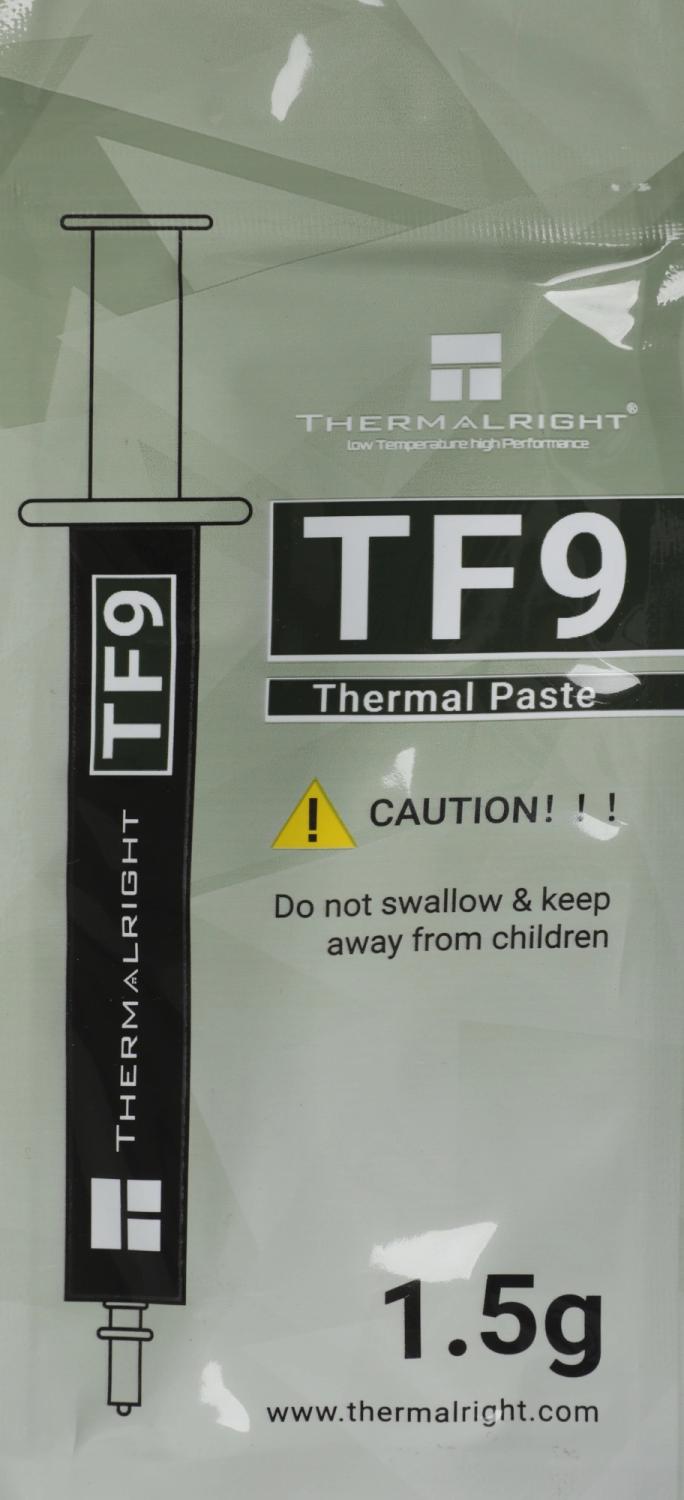 THERMALRIGHT®
low Temperature high Performance
TF9
Thermal Paste
CAUTION! ! !
Do not swallow & keep
away from children
1.5g
www.thermalright.com
TF9
THERMALRIGHT